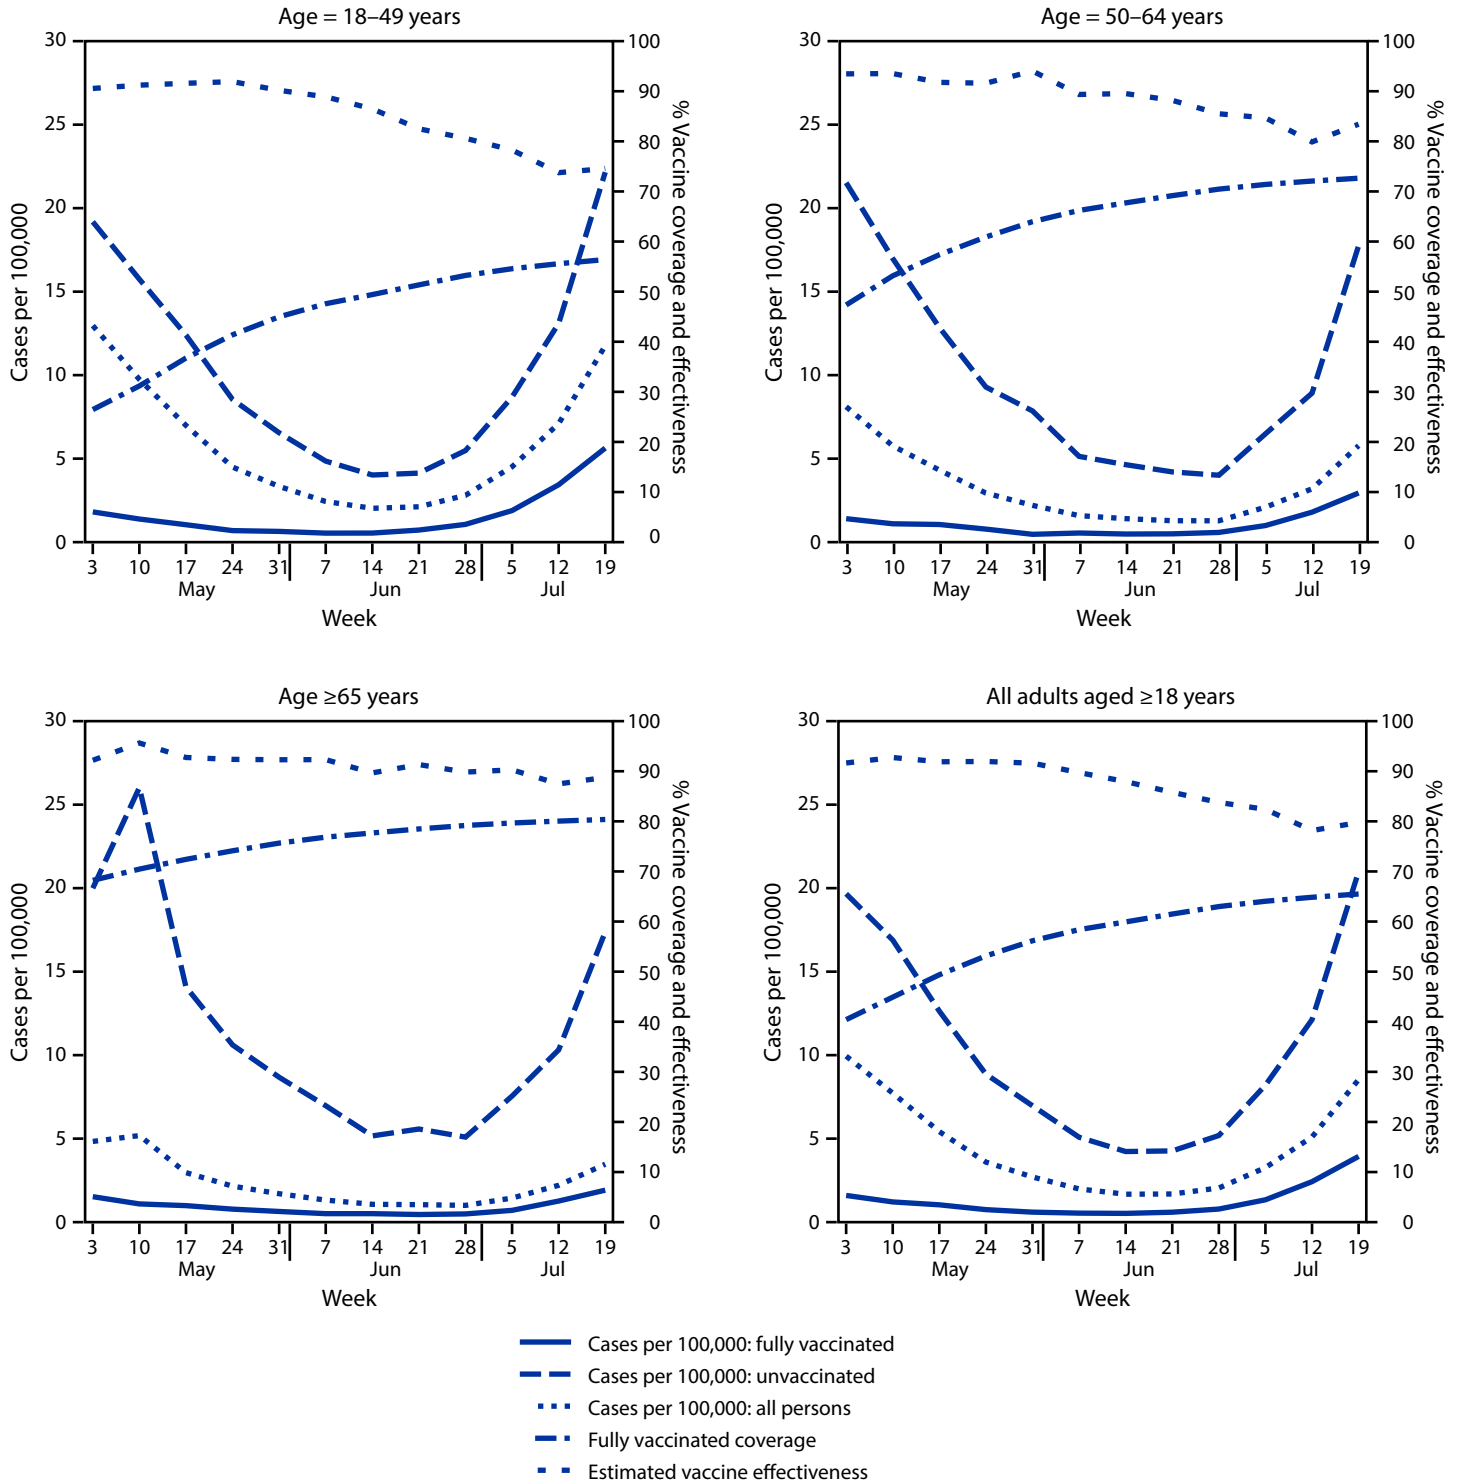 Age = 18–49 years
30
25
20
15
10
5
0
Cases per 100,000
100
90
80
70
60
50
40
30
20
10
0
% Vaccine coverage and effectiveness
3 10 17 24 31 7 14 21 28 5 12 19
May Jun Jul
Week
Age = 50–64 years
30
25
20
15
10
5
0
Cases per 100,000
100
90
80
70
60
50
40
30
20
10
0
% Vaccine coverage and effectiveness
3 10 17 24 31 7 14 21 28 5 12 19
May Jun Jul
Week
Age ≥65 years
30
25
20
15
10
5
0
Cases per 100,000
100
90
80
70
60
50
40
30
20
10
0
% Vaccine coverage and effectiveness
3 10 17 24 31 7 14 21 28 5 12 19
May Jun Jul
Week
All adults aged ≥18 years
30
25
20
15
10
5
0
Cases per 100,000
100
90
80
70
60
50
40
30
20
10
0
% Vaccine coverage and effectiveness
3 10 17 24 31 7 14 21 28 5 12 19
May Jun Jul
Week
Cases per 100,000: fully vaccinated
Cases per 100,000: unvaccinated
Cases per 100,000: all persons
Fully vaccinated coverage
Estimated vaccine effectiveness